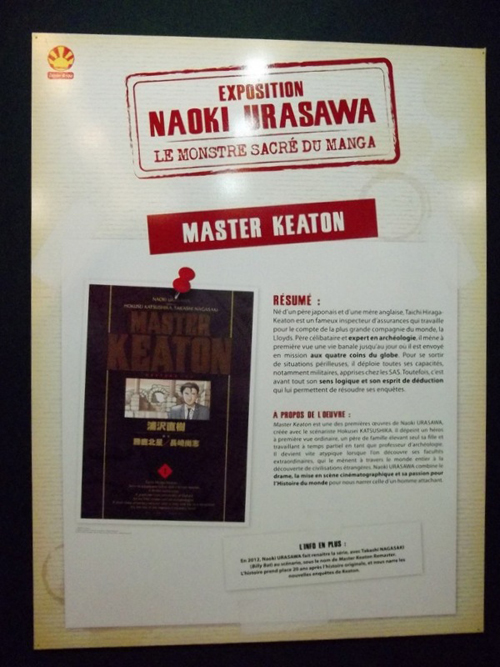 EXPOSITION
NAOKI URASAWA
LE MONSTRE SACRÉ DU MANGA
MASTER KEATON
MASTER
KEATON
浦沢直樹
RÉSUMÉ :
Né d'un père japonais et d'une mère anglaise, Taichi Hiraga-
Keaton est un fameux inspecteur d'assurances qui travaille
pour le compte de la plus grande compagnie du monde, la
Lloyds. Père célibataire et expert en archéologie, il mène à
première vue une vie banale jusqu'au jour où il est envoyé
en mission aux quatre coins du globe. Pour se sortir
de situations périlleuses, il déploie toutes ses capacités,
notamment militaires, apprises chez les SAS. Toutefois, c'est
avant tout son sens logique et son esprit de déduction
qui lui permettent de résoudre ses enquêtes.
A PROPOS DE L'OEUVRE :
Master Keaton est une des premières œuvres de Naoki URASAWA,
créée avec le scénariste Hokusei KATSUSHIKA. Il dépeint un héros
à première vue ordinaire, un père de famille élevant seul sa fille et
travaillant à temps partiel en tant que professeur d'archéologie.
Il devient vite atypique lorsque l'on découvre ses facultés
extraordinaires, qui le mènent à travers le monde entier à la
découverte de civilisations étrangères. Naoki URASAWA combine le
drame, la mise en scène cinématographique et sa passion pour
l'Histoire du monde pour nous narrer celle d'un homme attachant.
L'INFO EN PLUS :
En 2012, Naoki URASAWA fait renaître la série, avec Takashi NAGASAKI
(Billy Bat) au scénario, sous le nom de Master Keaton Remaster.
L'histoire prend place 20 ans après l'histoire originale, et nous narre les
nouvelles enquêtes de Keaton.